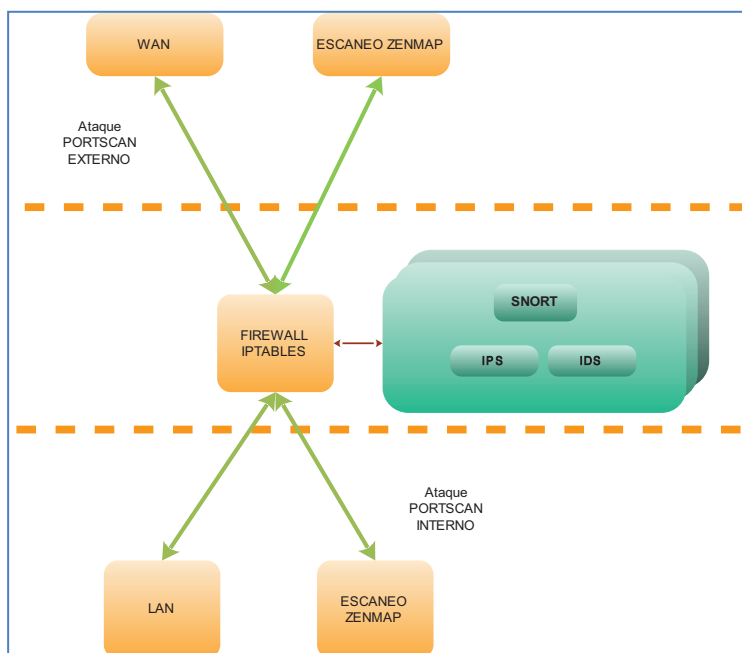 WAN
ESCANEO ZENMAP
Ataque
PORTSCAN
EXTERNO
SNORT
FIREWALL
IPTABLES
IPS
IDS
Ataque
PORTSCAN
INTERNO
LAN
ESCANEO
ZENMAP